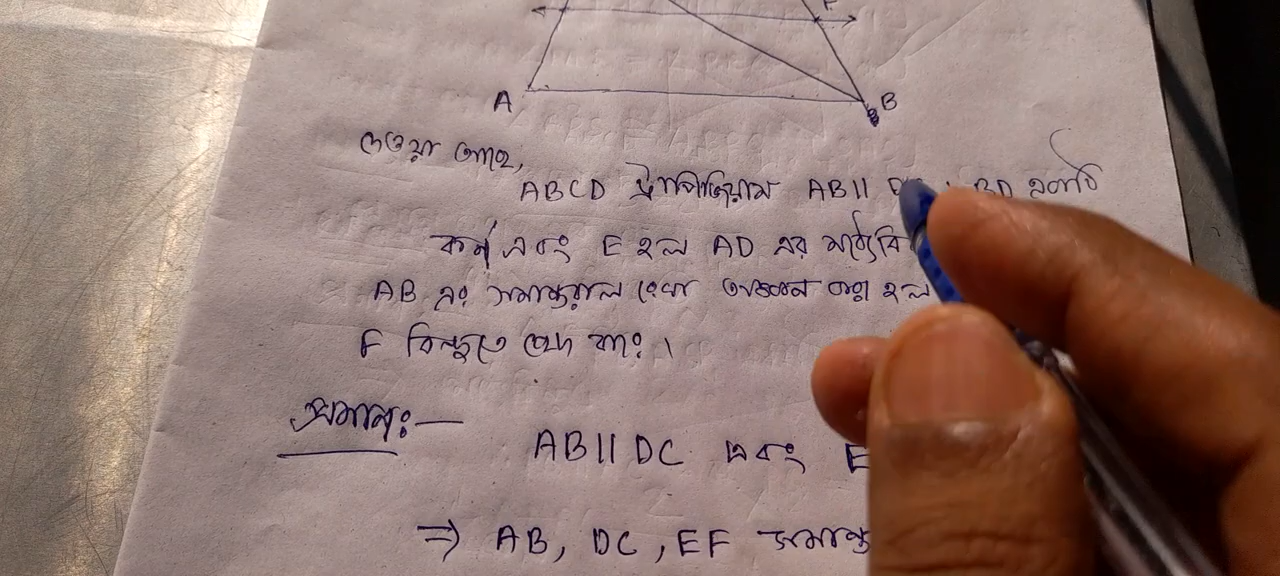 F
A B
দেওয়া আছে,
ABCD ট্রাপিজিয়াম AB || BD একটি
কর্ণ এবং E হল AD এর মধ্যবি
AB এর সমান্তরাল রেখা অঙ্কন করা হল
F বিন্দুতে ছেদ করে।
প্রমাণঃ—
AB || DC এবং E
⇒ AB, DC, EF সমান্ত